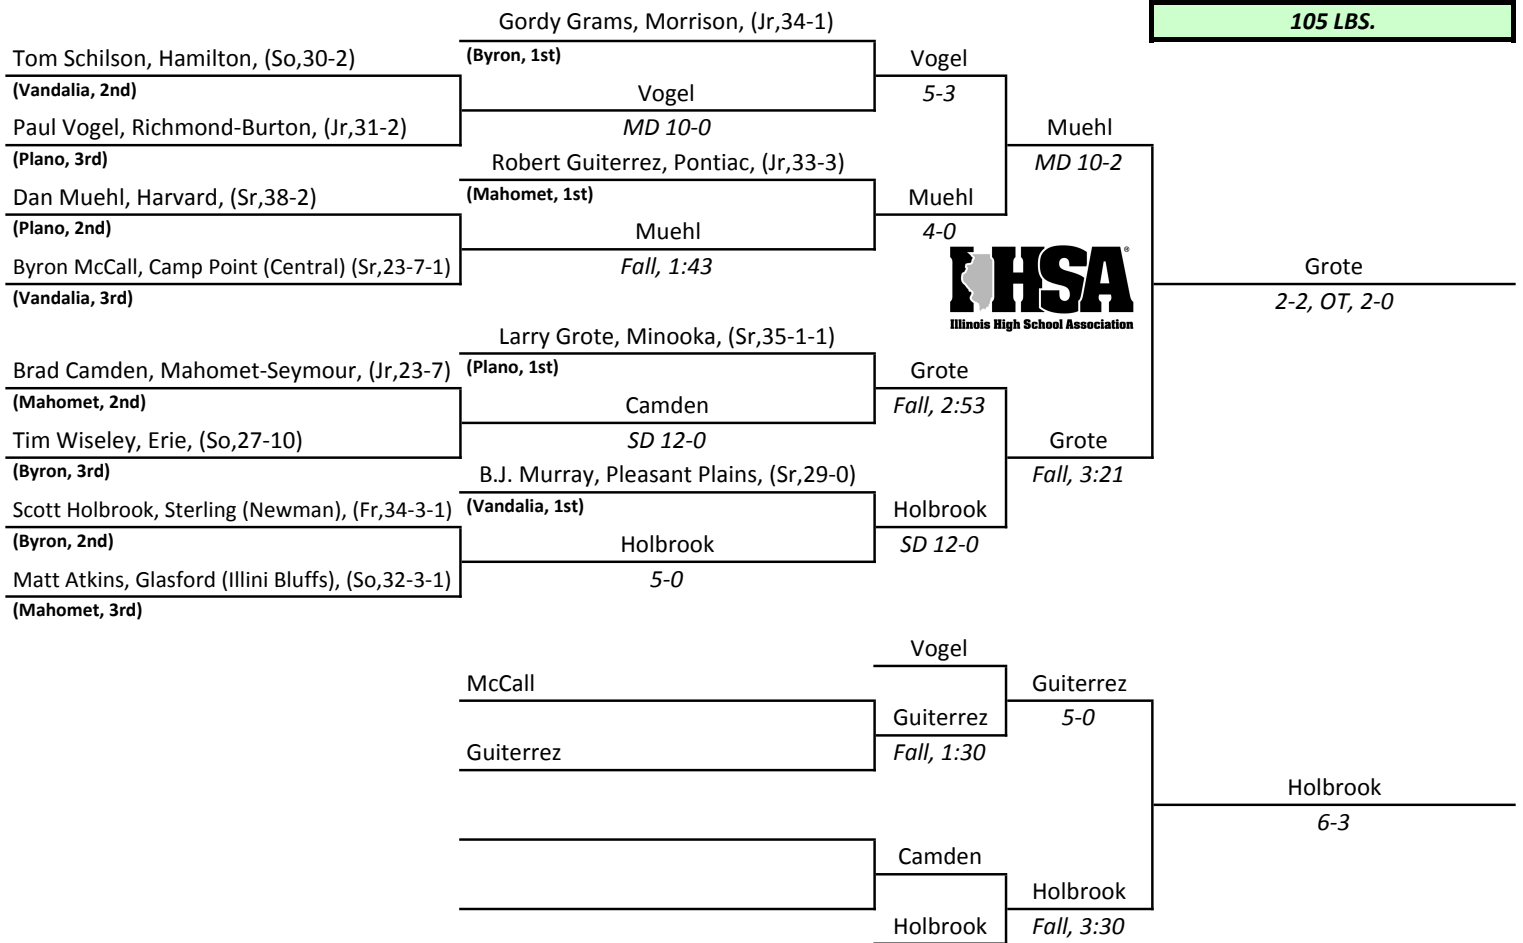 Gordy Grams, Morrison, (Jr,34-1)
105 LBS.
Tom Schilson, Hamilton, (So,30-2)
(Byron, 1st)
Vogel
(Vandalia, 2nd)
Vogel
5-3
Paul Vogel, Richmond-Burton, (Jr,31-2)
MD 10-0
Muehl
(Plano, 3rd)
Robert Guiterrez, Pontiac, (Jr,33-3)
MD 10-2
Dan Muehl, Harvard, (Sr,38-2)
(Mahomet, 1st)
Muehl
(Plano, 2nd)
Muehl
4-0
Byron McCall, Camp Point (Central) (Sr,23-7-1)
Fall, 1:43
IHSA®
Grote
(Vandalia, 3rd)
2-2, OT, 2-0
Illinois High School Association
Larry Grote, Minooka, (Sr,35-1-1)
Brad Camden, Mahomet-Seymour, (Jr,23-7)
(Plano, 1st)
Grote
(Mahomet, 2nd)
Camden
Fall, 2:53
Tim Wiseley, Erie, (So,27-10)
SD 12-0
Grote
(Byron, 3rd)
B.J. Murray, Pleasant Plains, (Sr,29-0)
Fall, 3:21
Scott Holbrook, Sterling (Newman), (Fr,34-3-1)
(Vandalia, 1st)
Holbrook
(Byron, 2nd)
Holbrook
SD 12-0
Matt Atkins, Glasford (Illini Bluffs), (So,32-3-1)
5-0
(Mahomet, 3rd)
Vogel
McCall
Guiterrez
Guiterrez
5-0
Guiterrez
Fall, 1:30
Holbrook
6-3
Camden
Holbrook
Holbrook
Fall, 3:30